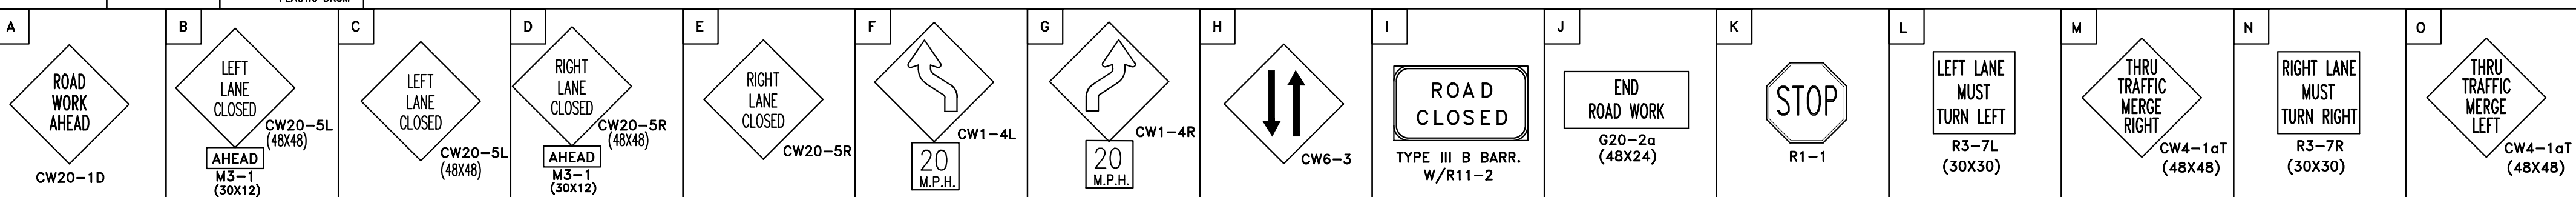 PLASTIC DRUM
A
ROAD
WORK
AHEAD
CW20-1D
B
LEFT
LANE
CLOSED
CW20-5L
(48X48)
AHEAD
M3-1
(30X12)
C
LEFT
LANE
CLOSED
CW20-5L
(48X48)
D
RIGHT
LANE
CLOSED
CW20-5R
(48X48)
AHEAD
M3-1
(30X12)
E
RIGHT
LANE
CLOSED
CW20-5R
F
CW1-4L
20
M.P.H.
G
CW1-4R
20
M.P.H.
H
CW6-3
I
ROAD
CLOSED
TYPE III B BARR.
W/R11-2
J
END
ROAD WORK
G20-2a
(48X24)
K
STOP
R1-1
L
LEFT LANE
MUST
TURN LEFT
R3-7L
(30X30)
M
THRU
TRAFFIC
MERGE
RIGHT
CW4-1aT
(48X48)
N
RIGHT LANE
MUST
TURN RIGHT
R3-7R
(30X30)
O
THRU
TRAFFIC
MERGE
LEFT
CW4-1aT
(48X48)